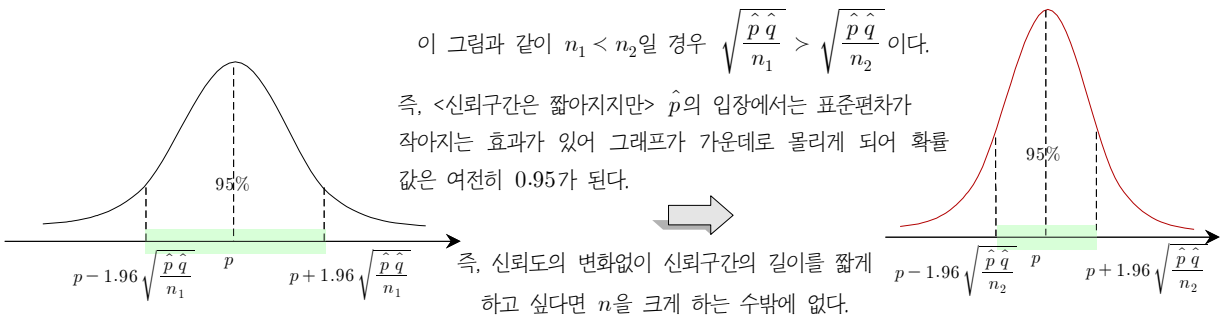 이 그림과 같이 n₁ < n₂일 경우 √(p̂ q̂ / n₁) > √(p̂ q̂ / n₂) 이다.
즉, <신뢰구간은 짧아지지만> p̂의 입장에서는 표준편차가
작아지는 효과가 있어 그래프가 가운데로 몰리게 되어 확률
값은 여전히 0.95가 된다.
즉, 신뢰도의 변화없이 신뢰구간의 길이를 짧게
하고 싶다면 n을 크게 하는 수밖에 없다.
95%
p − 1.96√(p̂ q̂ / n₁)
p
p + 1.96√(p̂ q̂ / n₁)
95%
p − 1.96√(p̂ q̂ / n₂)
p
p + 1.96√(p̂ q̂ / n₂)